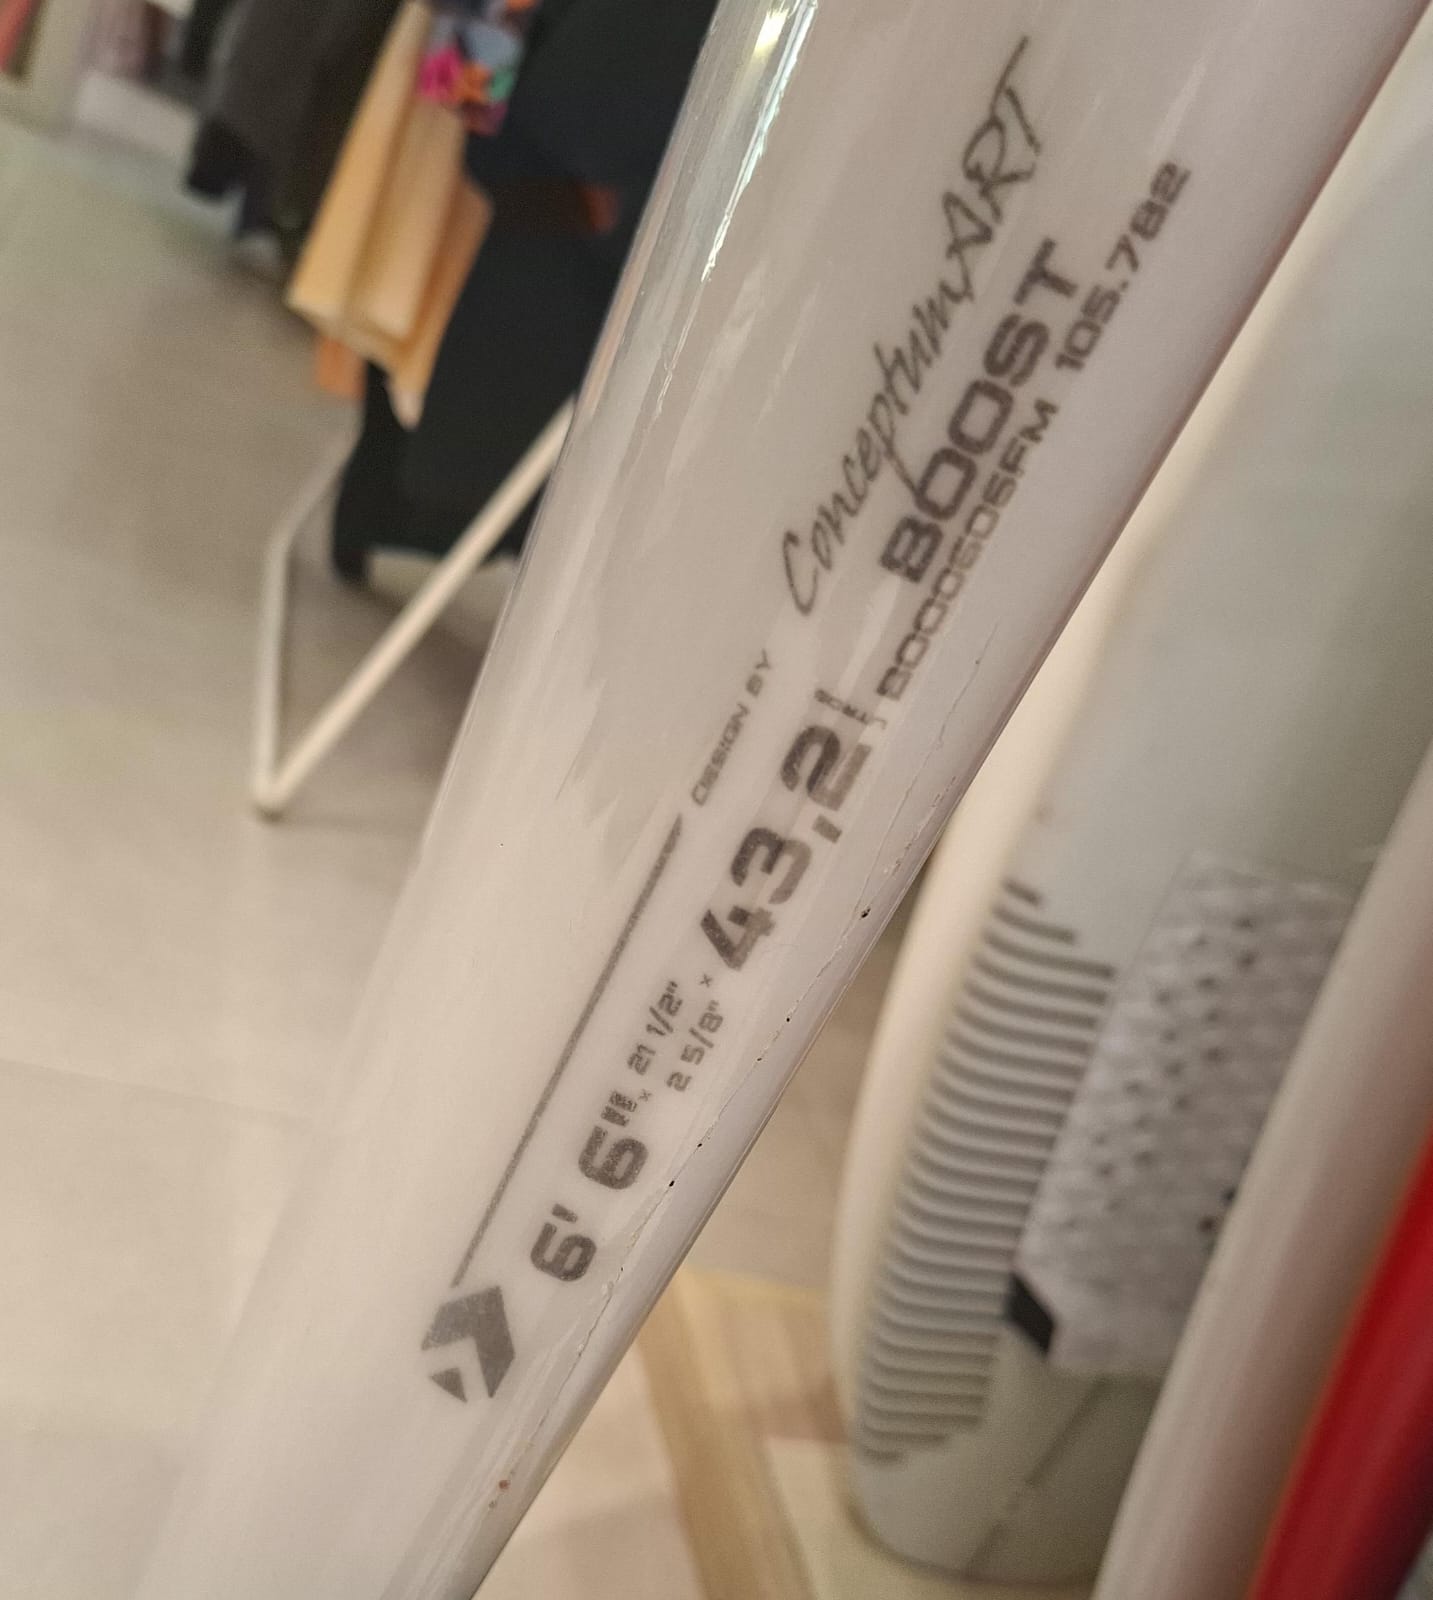 DESIGN BY ConceptumART
6' 6" x 21 1/2" x 43,2l BOOST
2 5/8" 105.782